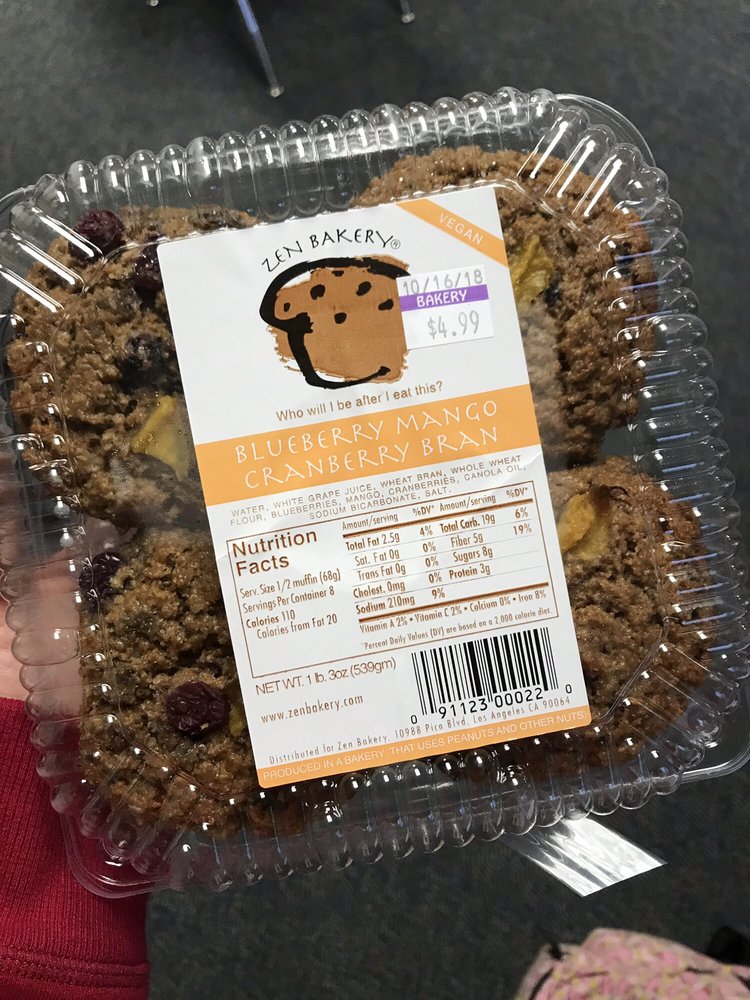 VEGAN
ZEN BAKERY®
10/16/18
BAKERY
$4.99
Who will I be after I eat this?
BLUEBERRY MANGO
CRANBERRY BRAN
WATER, WHITE GRAPE JUICE, WHEAT BRAN, WHOLE WHEAT
FLOUR, BLUEBERRIES, MANGO, CRANBERRIES, CANOLA OIL,
SODIUM BICARBONATE, SALT.
Nutrition
Facts
Serv. Size 1/2 muffin (68g)
Servings Per Container 8
Calories 110
Calories from Fat 20
Amount/serving %DV* Amount/serving %DV*
Total Fat 2.5g 4% Total Carb. 19g 6%
Sat. Fat 0g 0% Fiber 5g 19%
Trans Fat 0g 0% Sugars 8g
Cholest. 0mg 0% Protein 3g
Sodium 210mg 9%
Vitamin A 2% • Vitamin C 2% • Calcium 0% • Iron 8%
*Percent Daily Values (DV) are based on a 2,000 calorie diet.
NET WT. 1 lb. 3oz. (539gm)
www.zenbakery.com
0 91123 00022 0
Distributed for Zen Bakery, 10988 Pico Blvd. Los Angeles CA 90064
PRODUCED IN A BAKERY THAT USES PEANUTS AND OTHER NUTS